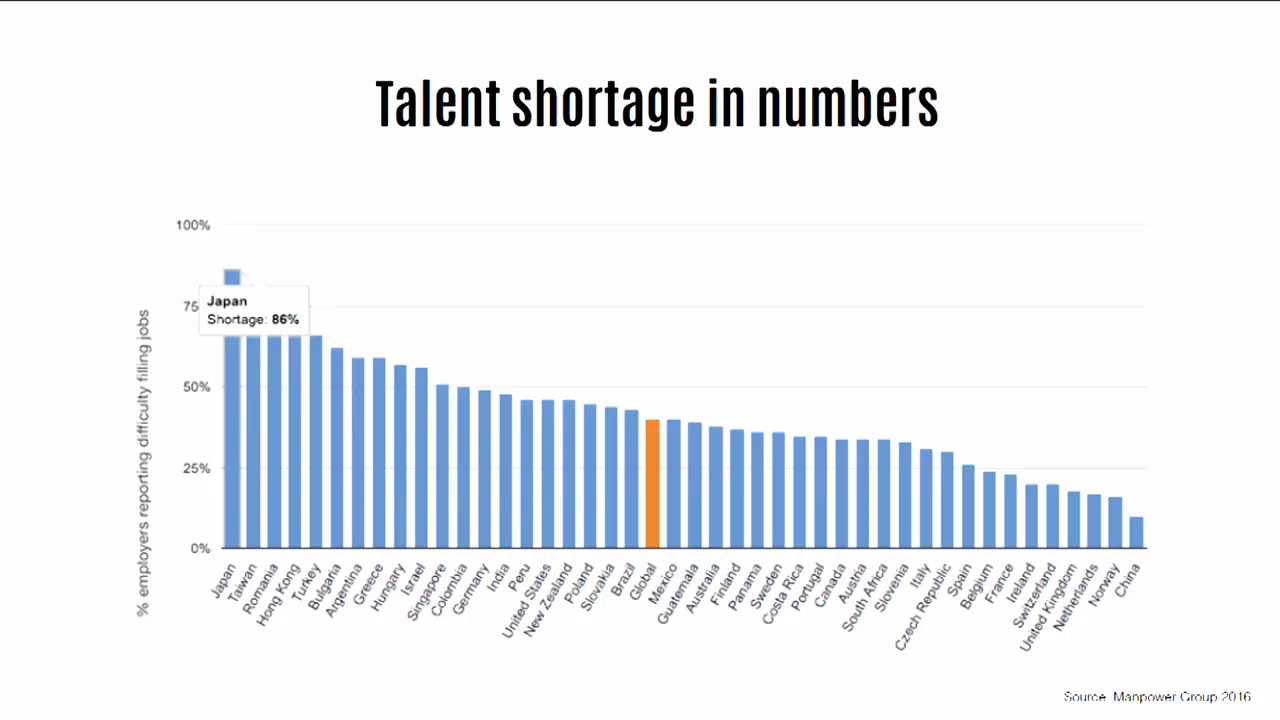 Talent shortage in numbers
100%
75
50%
25%
0%
% employers reporting difficulty filling jobs
Japan
Shortage: 86%
Japan
Taiwan
Romania
Hong Kong
Turkey
Bulgaria
Argentina
Greece
Hungary
Israel
Singapore
Colombia
Germany
India
Peru
United States
New Zealand
Poland
Slovakia
Brazil
Global
Mexico
Guatemala
Australia
Finland
Panama
Sweden
Costa Rica
Portugal
Canada
Austria
South Africa
Slovenia
Italy
Czech Republic
Spain
Belgium
France
Ireland
Switzerland
United Kingdom
Netherlands
Norway
China
Source: Manpower Group 2016